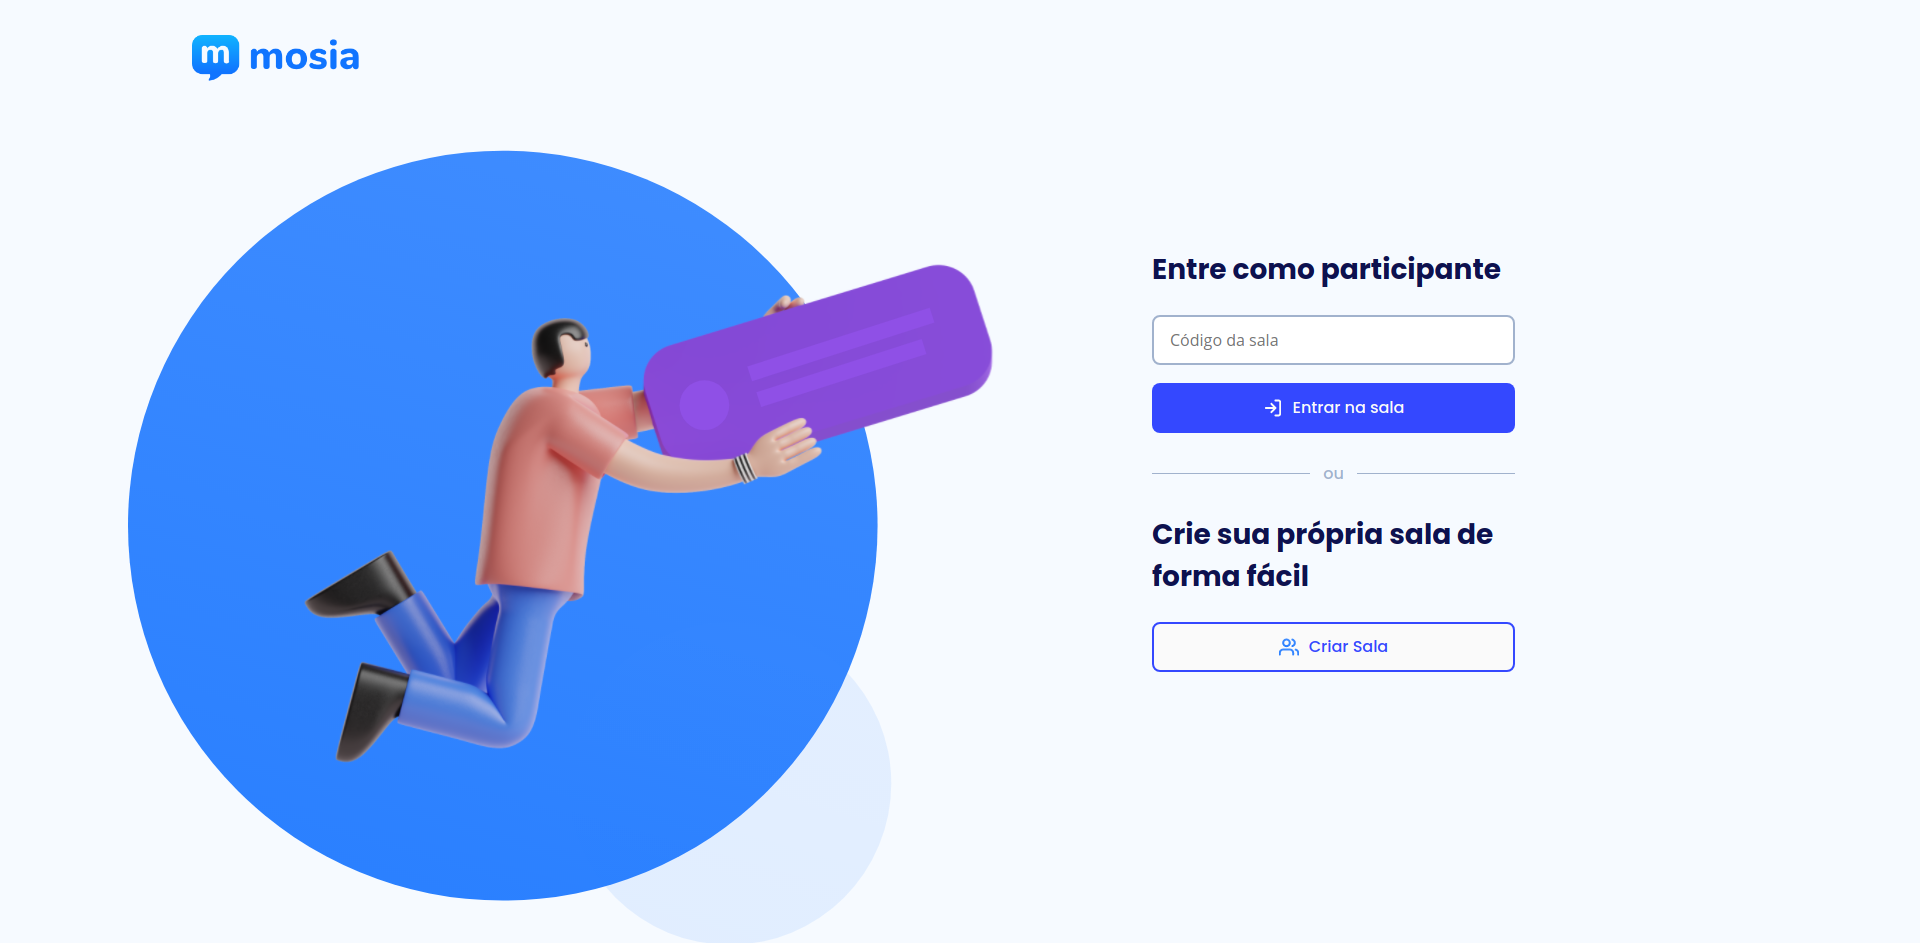 m mosia
Entre como participante
Código da sala
Entrar na sala
ou
Crie sua própria sala de
forma fácil
Criar Sala